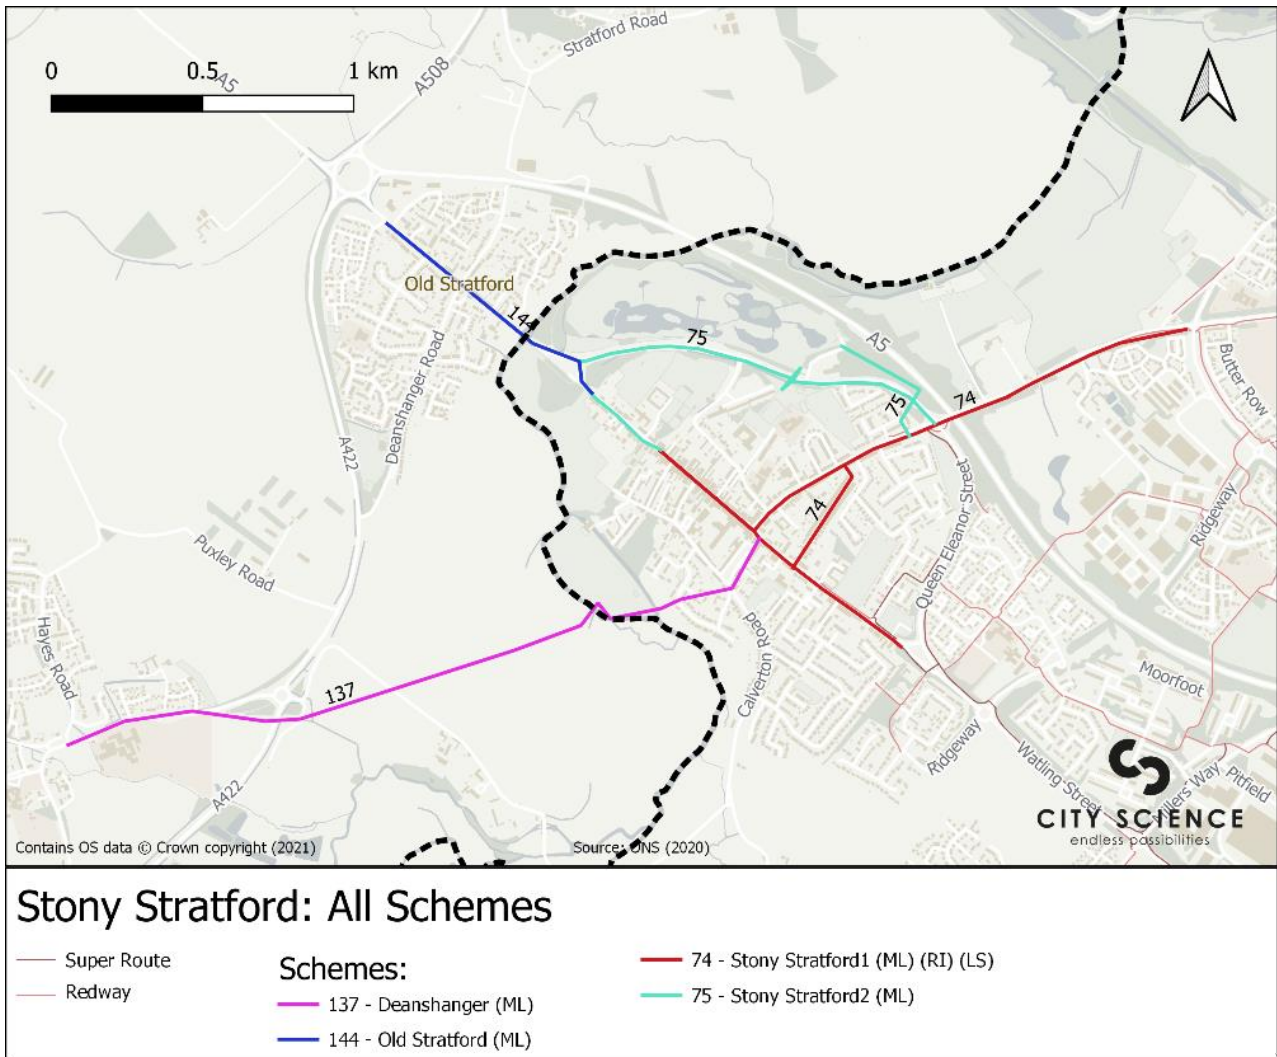 0 0.5 1 km
Stratford Road
A5
A508
Old Stratford
144
75
A5
74
75
Butter Row
Deanshanger Road
A422
74
Queen Eleanor Street
Ridgeway
Puxley Road
Hayes Road
137
Calverton Road
Moorfoot
Ridgeway
Watling Street
Pitfield
A422
CITY SCIENCE
endless possibilities
Contains OS data © Crown copyright (2021)
Source: ONS (2020)
Stony Stratford: All Schemes
Super Route
Redway
Schemes:
137 - Deanshanger (ML)
144 - Old Stratford (ML)
74 - Stony Stratford1 (ML) (RI) (LS)
75 - Stony Stratford2 (ML)